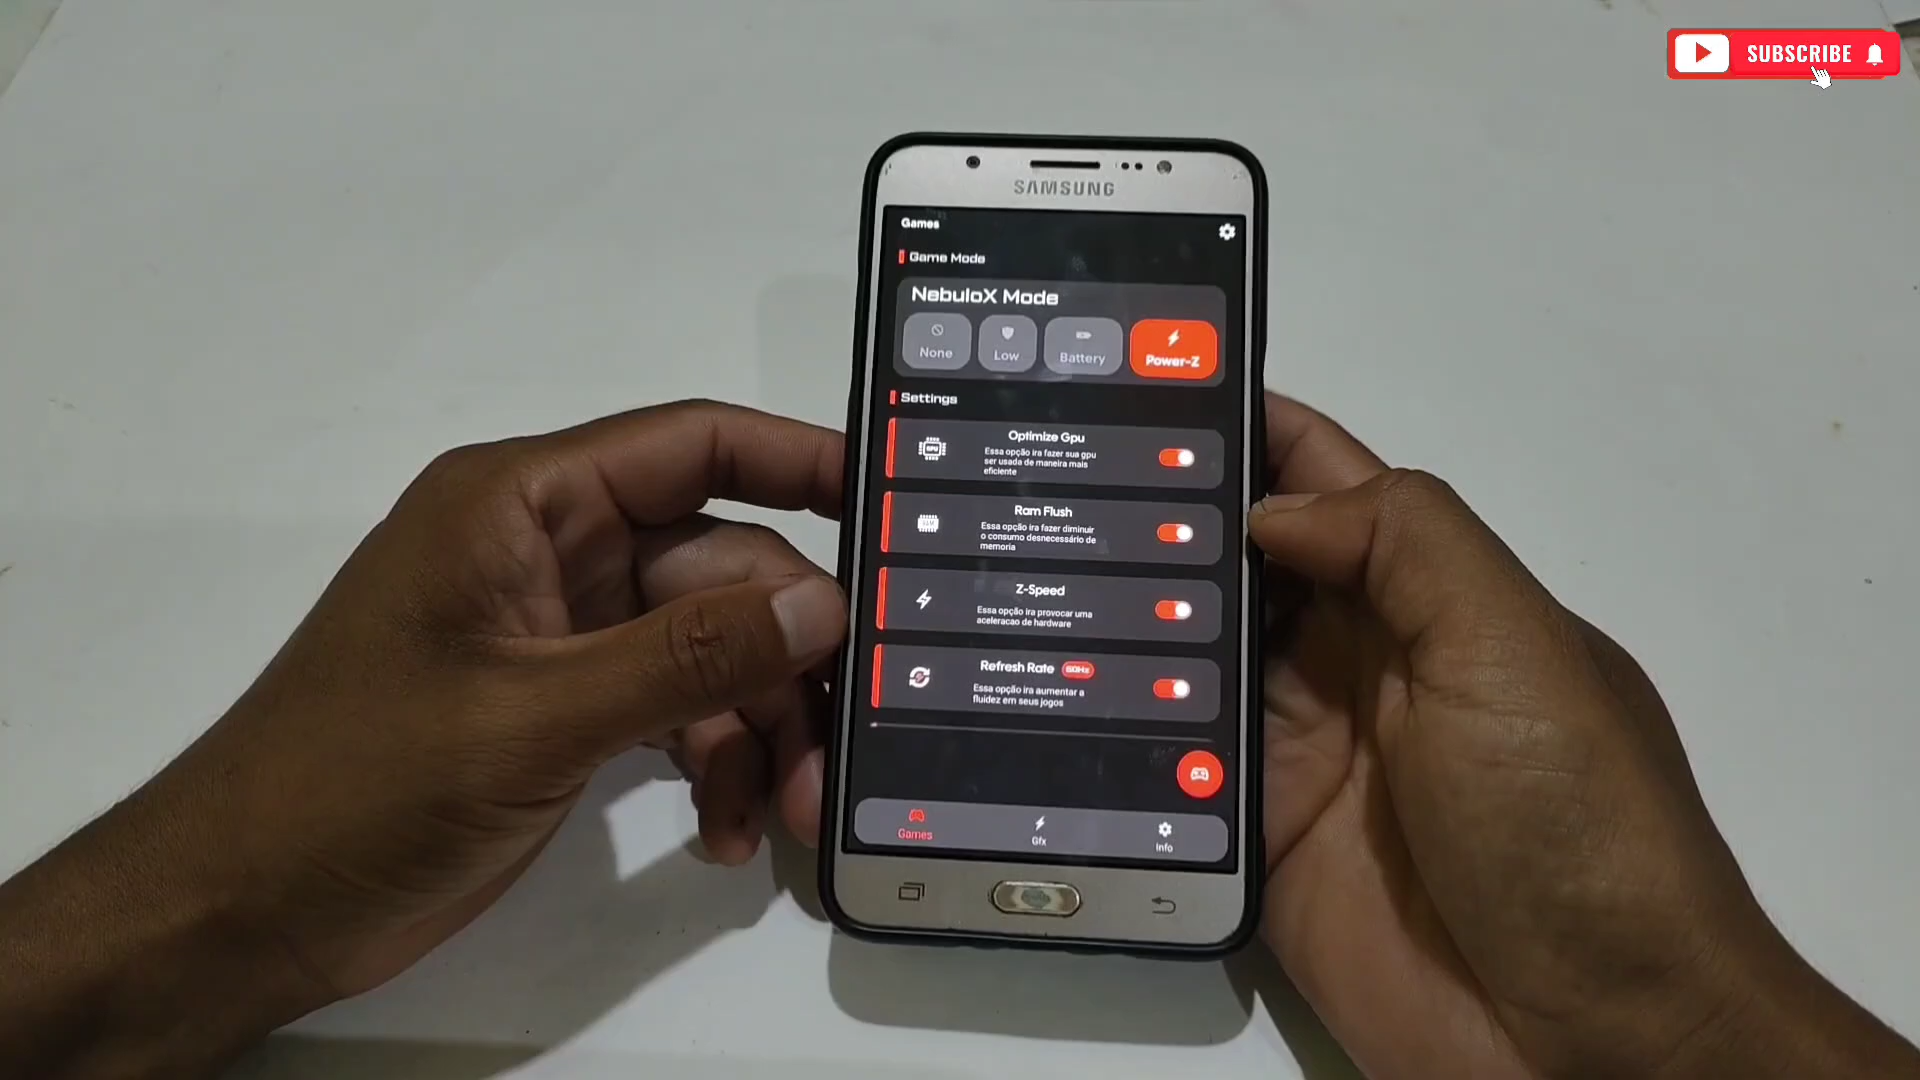 SUBSCRIBE
SAMSUNG
Games
Game Mode
NebuloX Mode
None
Low
Battery
Power-Z
Settings
Optimize Gpu
Essa opção ira fazer sua gpu
ser usada de maneira mais
eficiente
Ram Flush
Essa opção ira fazer diminuir
o consumo desnecessário de
memoria
Z-Speed
Essa opção ira provocar uma
aceleracao de hardware
Refresh Rate 60Hz
Essa opção ira aumentar a
fluidez em seus jogos
Games
Gfx
Info